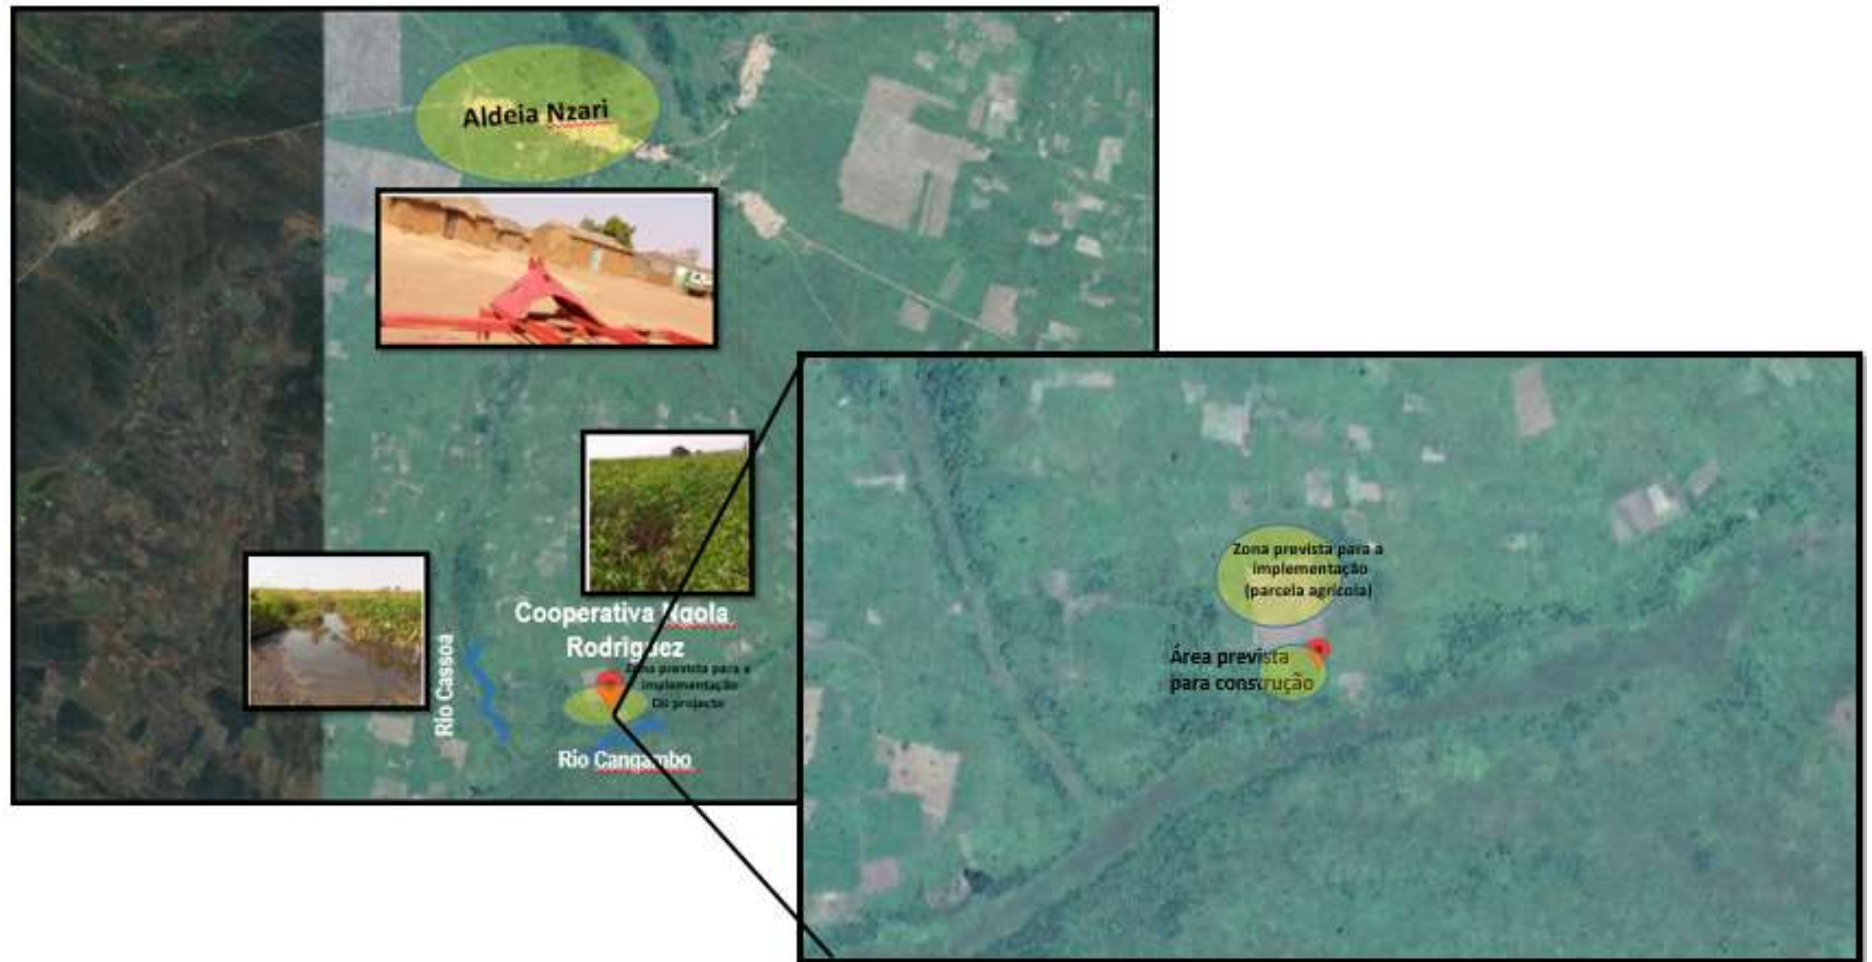 Aldeia Nzari
Cooperativa Ngola
Rodriguez
Zona prevista para a
implementação
Do projecto
Rio Cassoa
Rio Cangambo
Zona prevista para a
implementação
(parcela agrícola)
Área prevista
para construção